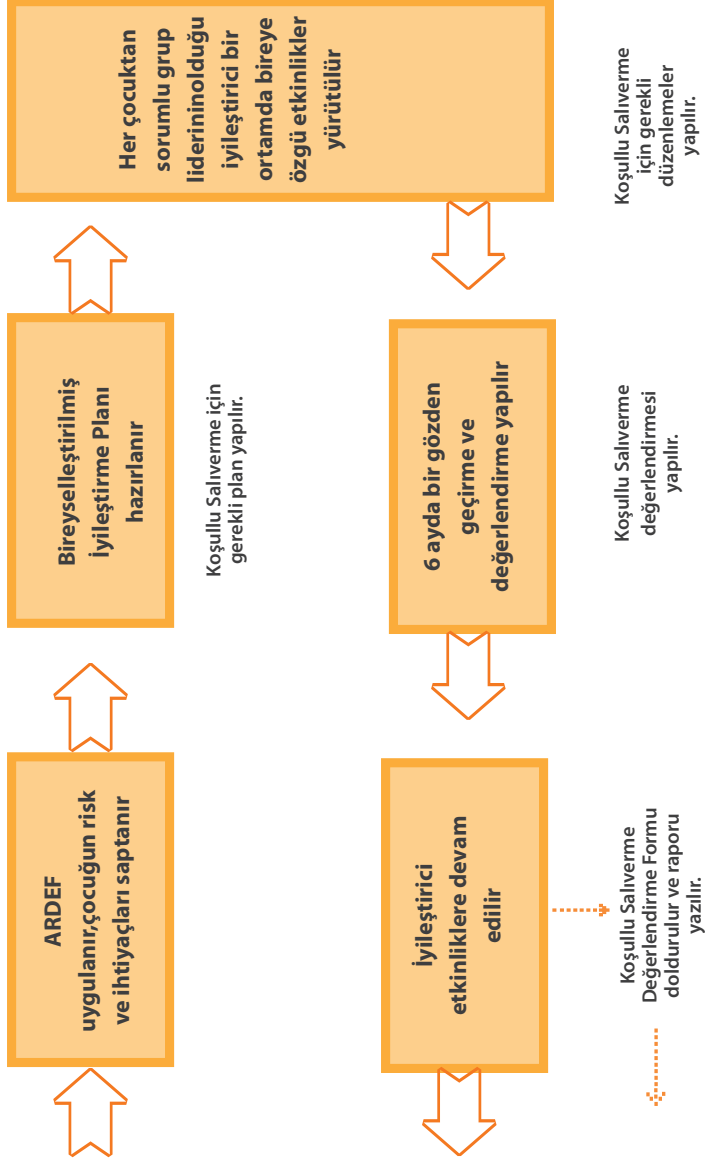 ARDEF
uygulanır,çocuğun risk
ve ihtiyaçları saptanır
Bireyselleştirilmiş
İyileştirme Planı
hazırlanır
Koşullu Salıverme için
gerekli plan yapılır.
Her çocuktan
sorumlu grup
liderininolduğu
iyileştirici bir
ortamda bireye
özgü etkinlikler
yürütülür
Koşullu Salıverme
için gerekli
düzenlemeler
yapılır.
6 ayda bir gözden
geçirme ve
değerlendirme yapılır
Koşullu Salıverme
değerlendirmesi
yapılır.
İyileştirici
etkinliklere devam
edilir
Koşullu Salıverme
Değerlendirme Formu
doldurulur ve raporu
yazılır.